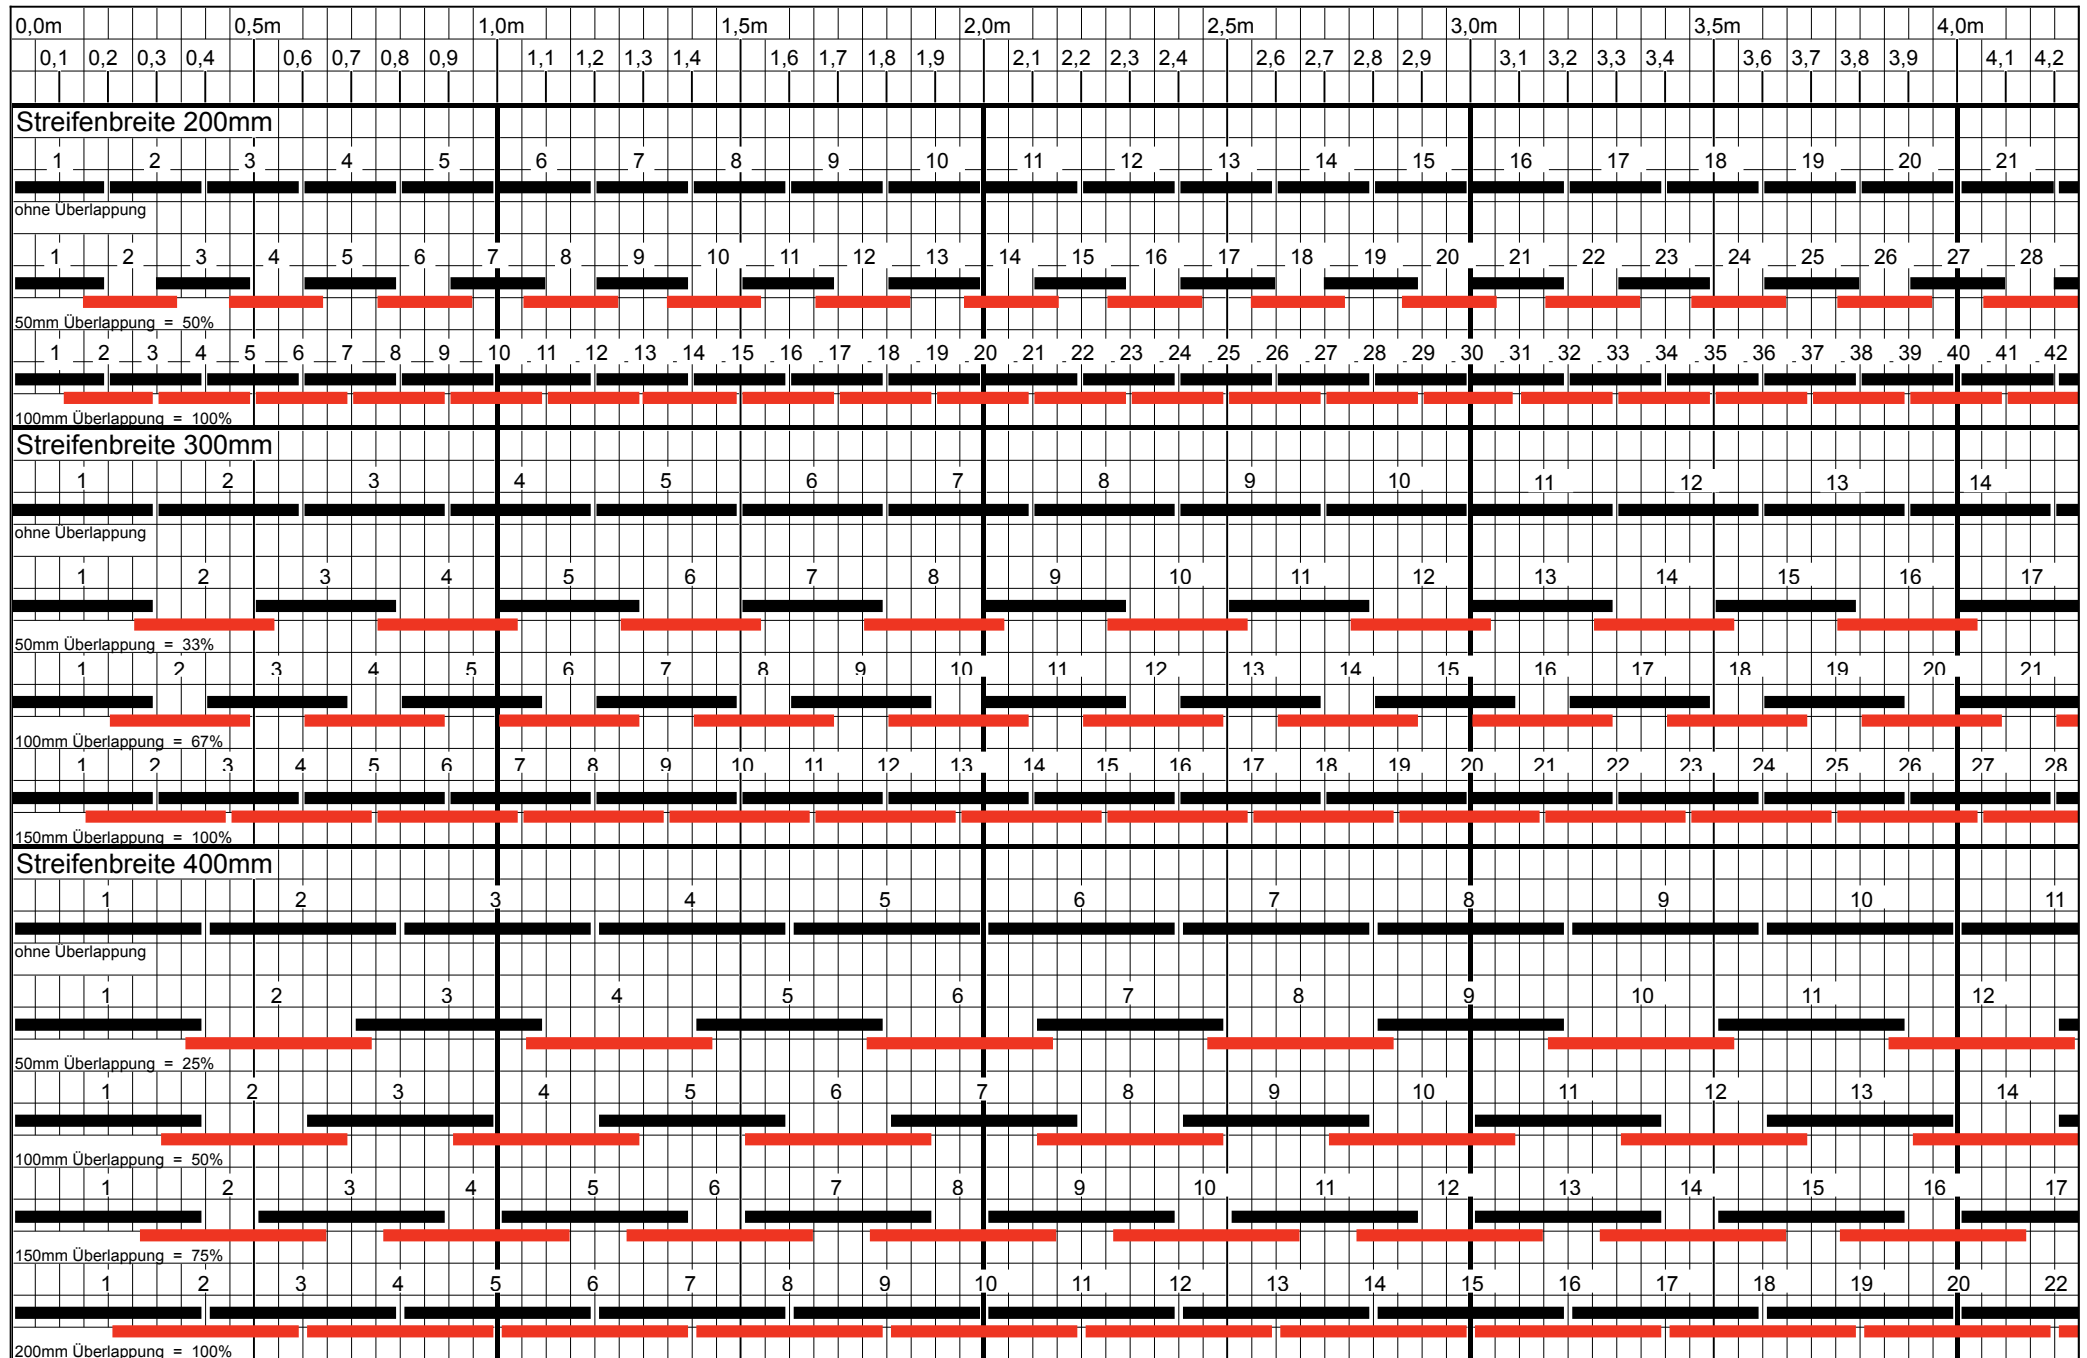 0,0m 0,5m 1,0m 1,5m 2,0m 2,5m 3,0m 3,5m 4,0m
0,1 0,2 0,3 0,4 0,6 0,7 0,8 0,9 1,1 1,2 1,3 1,4 1,6 1,7 1,8 1,9 2,1 2,2 2,3 2,4 2,6 2,7 2,8 2,9 3,1 3,2 3,3 3,4 3,6 3,7 3,8 3,9 4,1 4,2
Streifenbreite 200mm
1 2 3 4 5 6 7 8 9 10 11 12 13 14 15 16 17 18 19 20 21
ohne Überlappung
1 2 3 4 5 6 7 8 9 10 11 12 13 14 15 16 17 18 19 20 21 22 23 24 25 26 27 28
50mm Überlappung = 50%
1 2 3 4 5 6 7 8 9 10 11 12 13 14 15 16 17 18 19 20 21 22 23 24 25 26 27 28 29 30 31 32 33 34 35 36 37 38 39 40 41 42
100mm Überlappung = 100%
Streifenbreite 300mm
1 2 3 4 5 6 7 8 9 10 11 12 13 14
ohne Überlappung
1 2 3 4 5 6 7 8 9 10 11 12 13 14 15 16 17
50mm Überlappung = 33%
1 2 3 4 5 6 7 8 9 10 11 12 13 14 15 16 17 18 19 20 21
100mm Überlappung = 67%
1 2 3 4 5 6 7 8 9 10 11 12 13 14 15 16 17 18 19 20 21 22 23 24 25 26 27 28
150mm Überlappung = 100%
Streifenbreite 400mm
1 2 3 4 5 6 7 8 9 10 11
ohne Überlappung
1 2 3 4 5 6 7 8 9 10 11 12
50mm Überlappung = 25%
1 2 3 4 5 6 7 8 9 10 11 12 13 14
100mm Überlappung = 50%
1 2 3 4 5 6 7 8 9 10 11 12 13 14 15 16 17
150mm Überlappung = 75%
1 2 3 4 5 6 7 8 9 10 11 12 13 14 15 16 17 18 19 20 22
200mm Überlappung = 100%